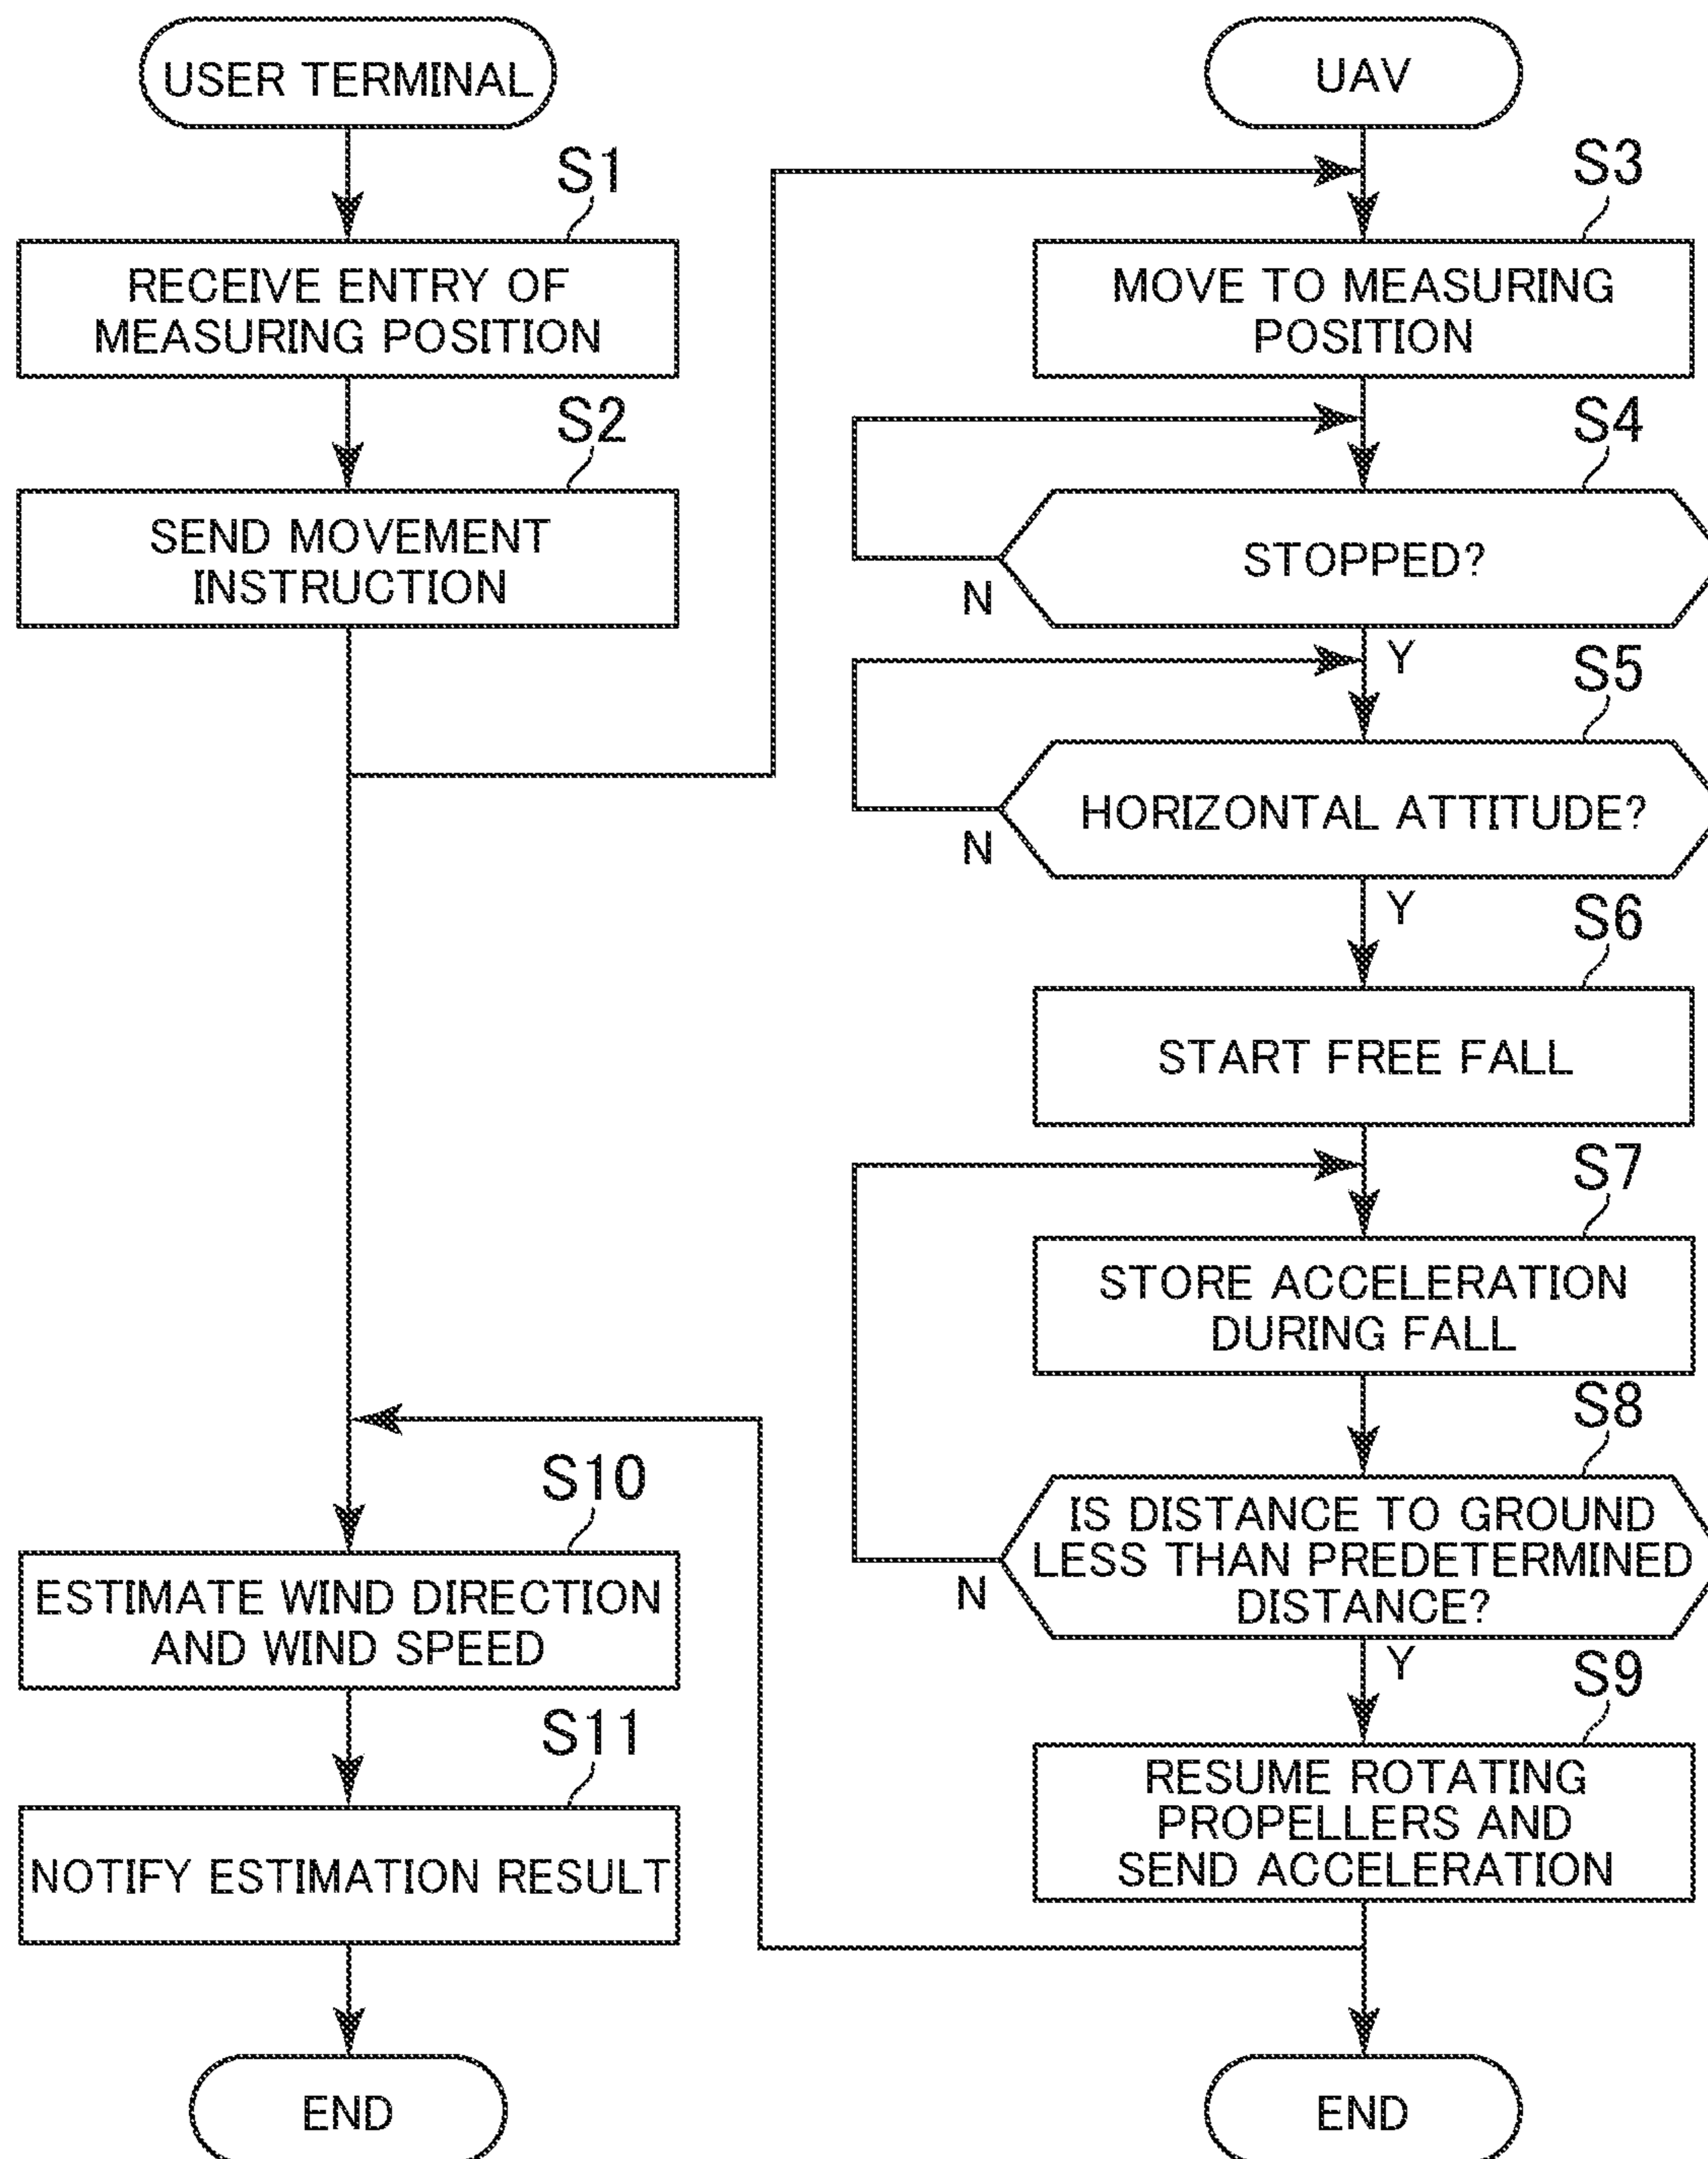 USER TERMINAL
S1
RECEIVE ENTRY OF
MEASURING POSITION
S2
SEND MOVEMENT
INSTRUCTION
S10
ESTIMATE WIND DIRECTION
AND WIND SPEED
S11
NOTIFY ESTIMATION RESULT
END
UAV
S3
MOVE TO MEASURING
POSITION
S4
STOPPED?
N
Y
S5
HORIZONTAL ATTITUDE?
N
Y
S6
START FREE FALL
S7
STORE ACCELERATION
DURING FALL
S8
IS DISTANCE TO GROUND
LESS THAN PREDETERMINED
DISTANCE?
N
Y
S9
RESUME ROTATING
PROPELLERS AND
SEND ACCELERATION
END